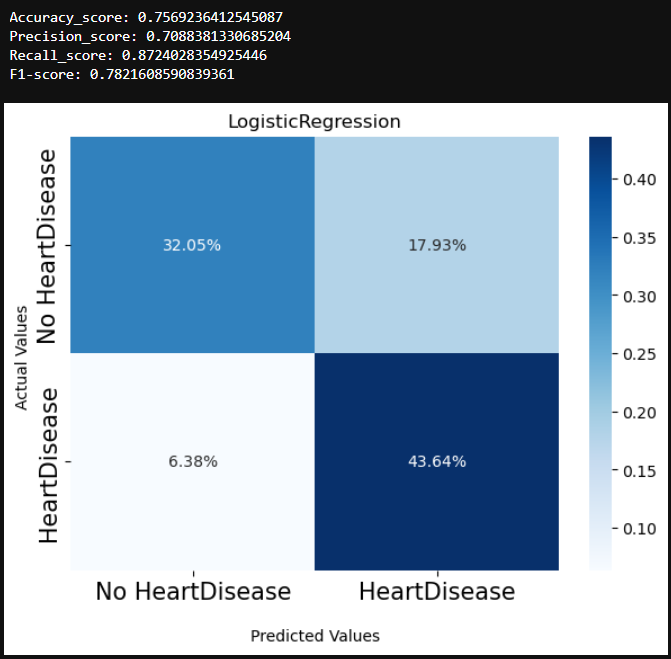 Accuracy_score: 0.7569236412545087
Precision_score: 0.7088381330685204
Recall_score: 0.8724028354925446
F1-score: 0.7821608590839361
LogisticRegression
No HeartDisease
32.05%
17.93%
0.40
0.35
0.30
0.25
0.20
0.15
0.10
Actual Values
HeartDisease
6.38%
43.64%
No HeartDisease
HeartDisease
Predicted Values